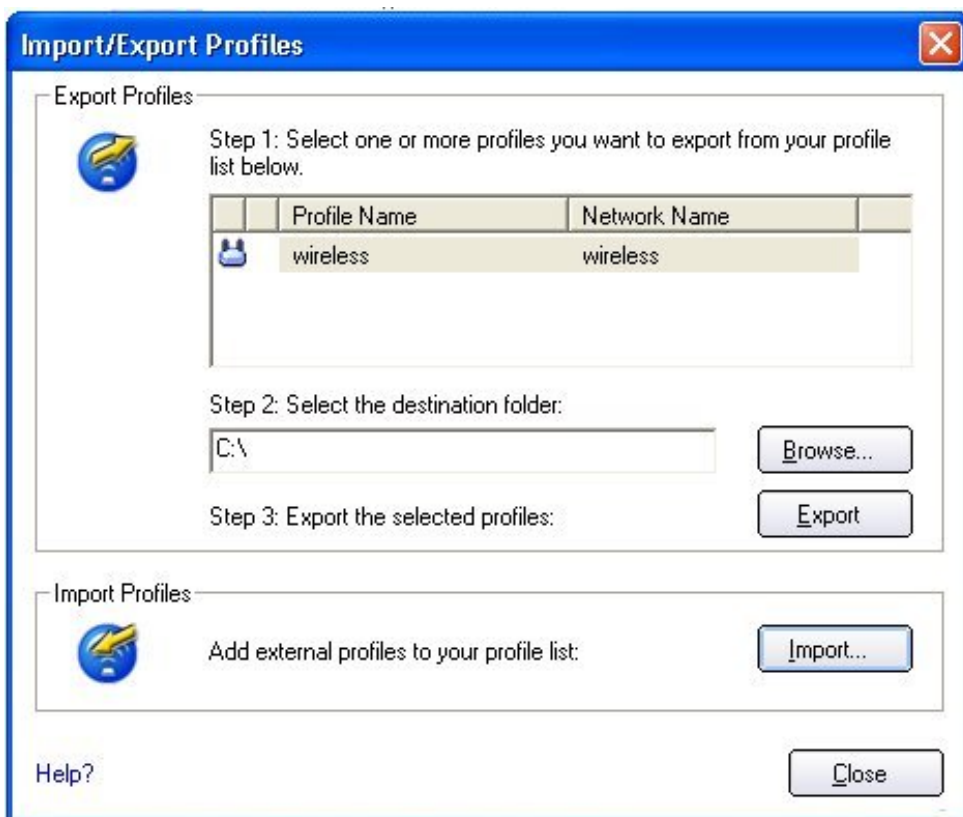 Import/Export Profiles
Export Profiles
Step 1: Select one or more profiles you want to export from your profile
list below.
Profile Name Network Name
wireless wireless
Step 2: Select the destination folder:
C:\ Browse...
Step 3: Export the selected profiles: Export
Import Profiles
Add external profiles to your profile list: Import...
Help? Close